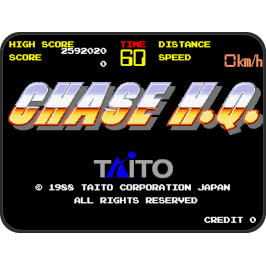 HIGH SCORE TIME DISTANCE
2592020
SCORE 0 60 SPEED 0km/h
CHASE H.Q.
TAITO
© 1988 TAITO CORPORATION JAPAN
ALL RIGHTS RESERVED
CREDIT 0